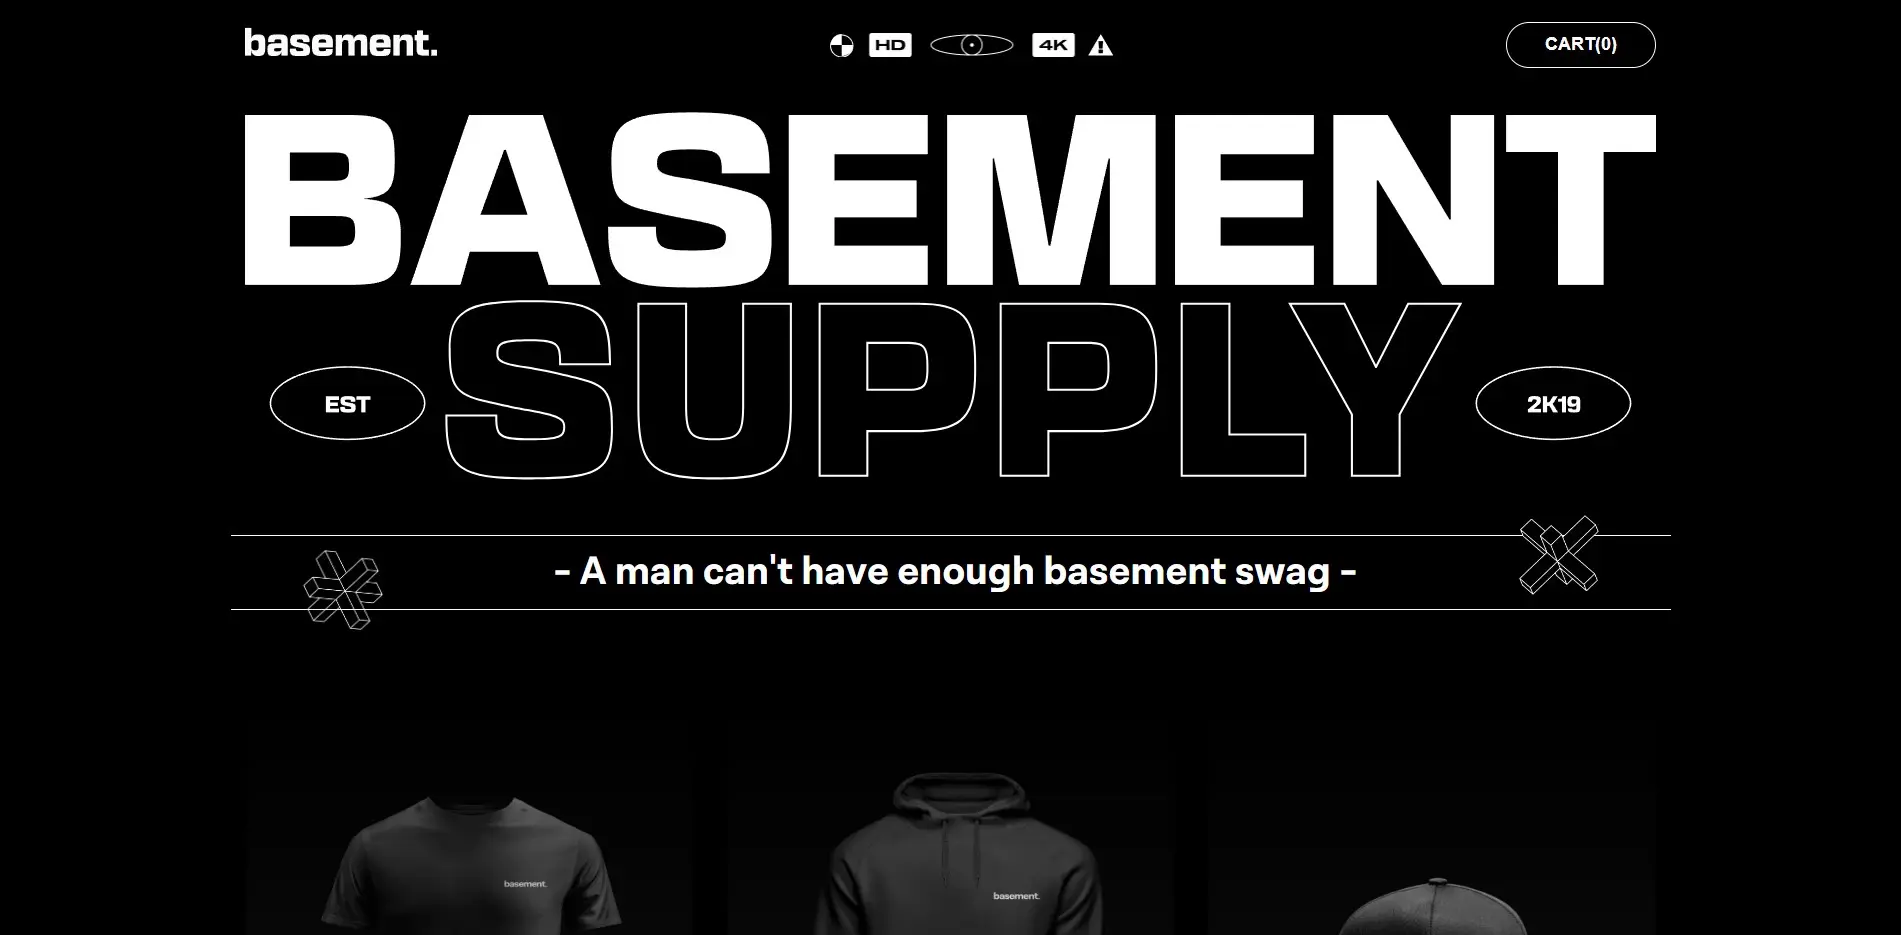 basement.
HD
4K
CART(0)
BASEMENT
SUPPLY
EST
2K19
- A man can't have enough basement swag -
basement.
basement.